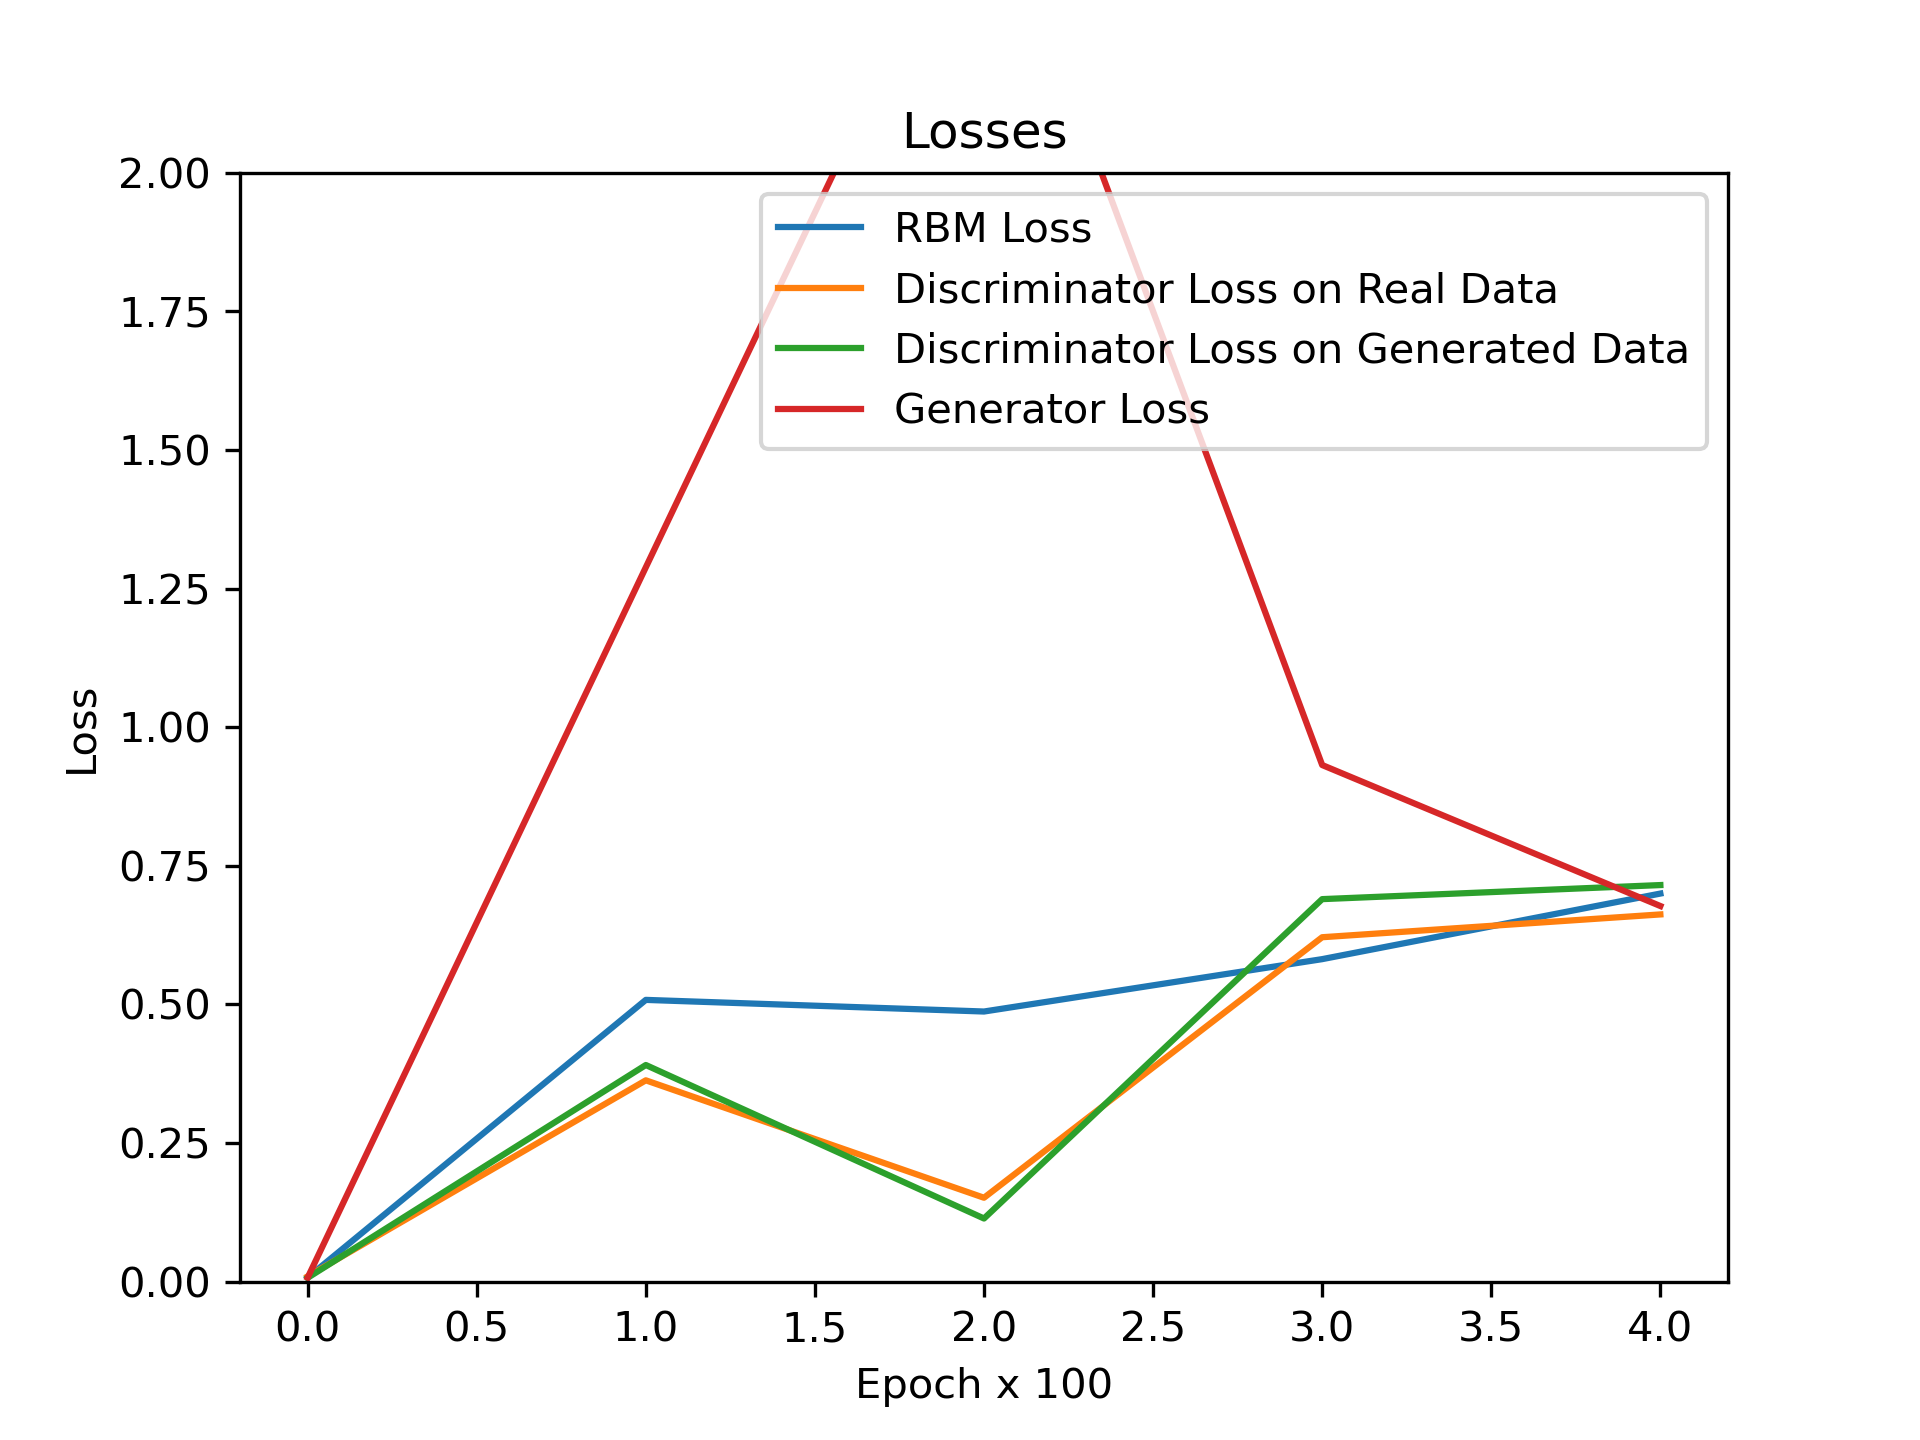 Losses
2.00
1.75
1.50
1.25
1.00
0.75
0.50
0.25
0.00
Loss
RBM Loss
Discriminator Loss on Real Data
Discriminator Loss on Generated Data
Generator Loss
0.0 0.5 1.0 1.5 2.0 2.5 3.0 3.5 4.0
Epoch x 100